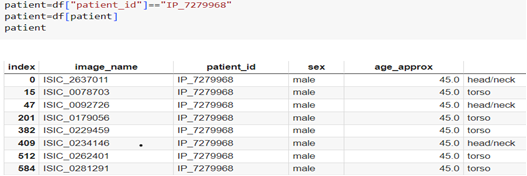 patient=df["patient_id"]=="IP_7279968"
patient=df[patient]
patient
index image_name patient_id sex age_approx
0 ISIC_2637011 IP_7279968 male 45.0 head/neck
15 ISIC_0078703 IP_7279968 male 45.0 torso
47 ISIC_0092726 IP_7279968 male 45.0 head/neck
201 ISIC_0179056 IP_7279968 male 45.0 torso
382 ISIC_0229459 IP_7279968 male 45.0 torso
409 ISIC_0234146 IP_7279968 male 45.0 head/neck
512 ISIC_0262401 IP_7279968 male 45.0 torso
584 ISIC_0281291 IP_7279968 male 45.0 torso